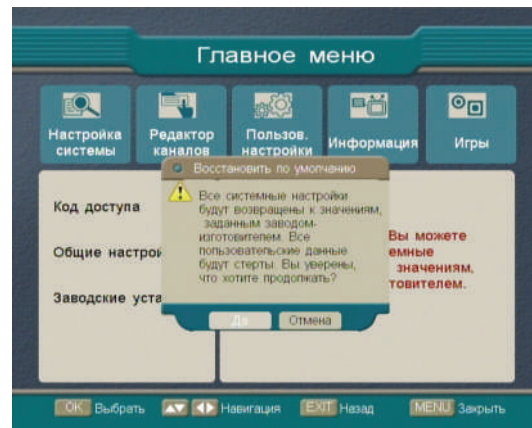 Главное меню
Настройка
системы
Редактор
каналов
Пользов.
настройки
Информация
Игры
Восстановить по умолчанию
Код доступа
Общие настрой
Заводские уста
Все системные настройки
будут возвращены к значениям,
заданным заводом-
изготовителем. Все
пользовательские данные
будут стерты. Вы уверены,
что хотите продолжать?
Да
Отмена
Вы можете
емные
значениям,
товителем.
OK Выбрать
Навигация
EXIT Назад
MENU Закрыть